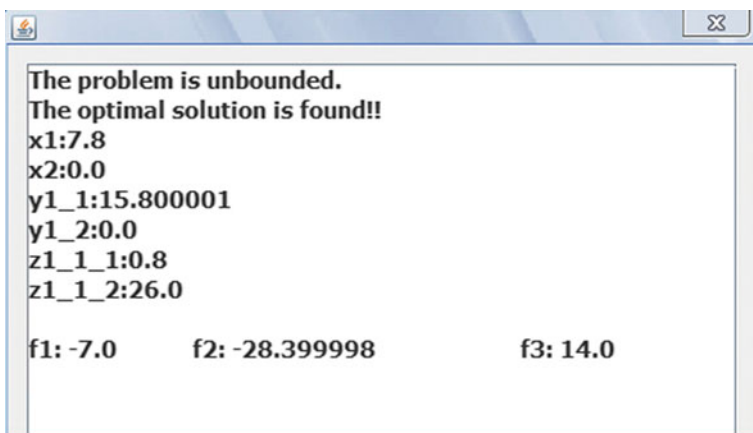 The problem is unbounded.
The optimal solution is found!!
x1:7.8
x2:0.0
y1_1:15.800001
y1_2:0.0
z1_1_1:0.8
z1_1_2:26.0
f1: -7.0 f2: -28.399998 f3: 14.0